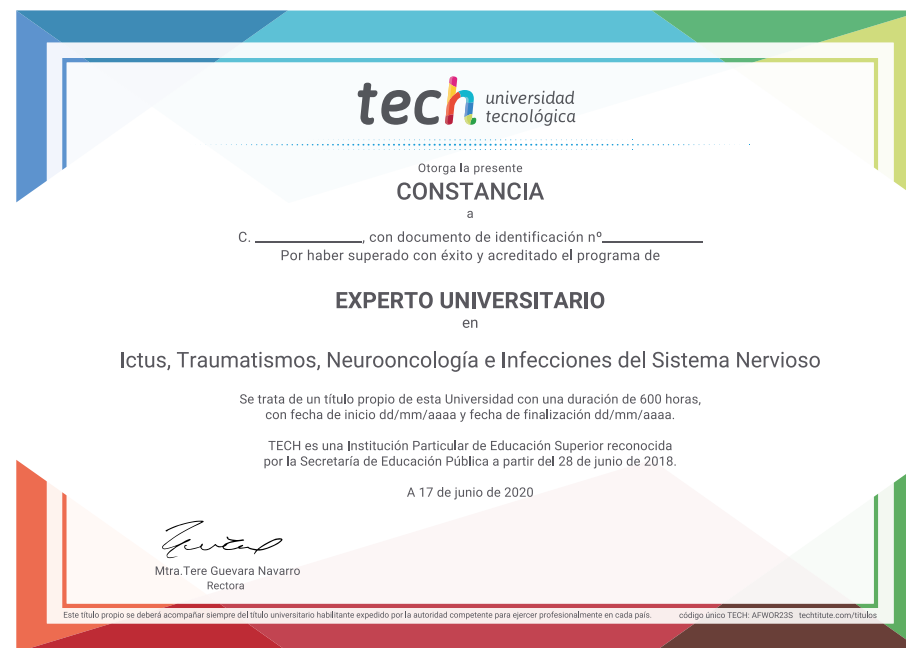 tech universidad
tecnológica
Otorga la presente
CONSTANCIA
a
C. ____________, con documento de identificación nº____________
Por haber superado con éxito y acreditado el programa de
EXPERTO UNIVERSITARIO
en
Ictus, Traumatismos, Neurooncología e Infecciones del Sistema Nervioso
Se trata de un título propio de esta Universidad con una duración de 600 horas,
con fecha de inicio dd/mm/aaaa y fecha de finalización dd/mm/aaaa.
TECH es una Institución Particular de Educación Superior reconocida
por la Secretaría de Educación Pública a partir del 28 de junio de 2018.
A 17 de junio de 2020
Mtra.Tere Guevara Navarro
Rectora
Este título propio se deberá acompañar siempre del título universitario habilitante expedido por la autoridad competente para ejercer profesionalmente en cada país. código único TECH: AFWOR23S techtitute.com/titulos